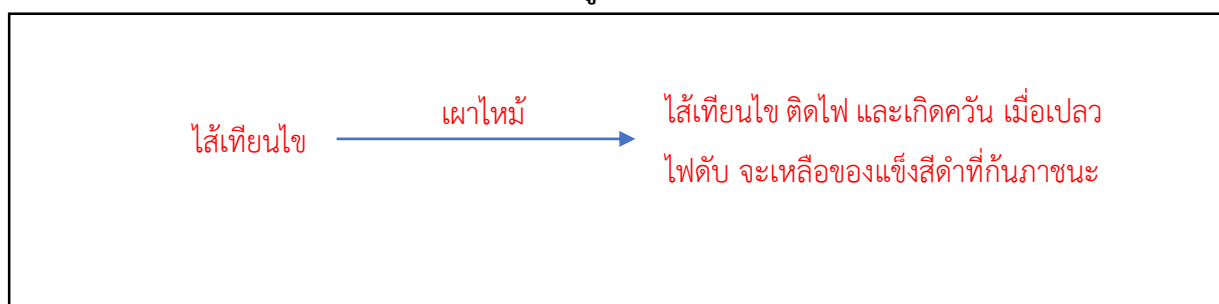 เผาไหม้
ไส้เทียนไข
ไส้เทียนไข ติดไฟ และเกิดควัน เมื่อเปลว
ไฟดับ จะเหลือของแข็งสีดำที่ก้นภาชนะ